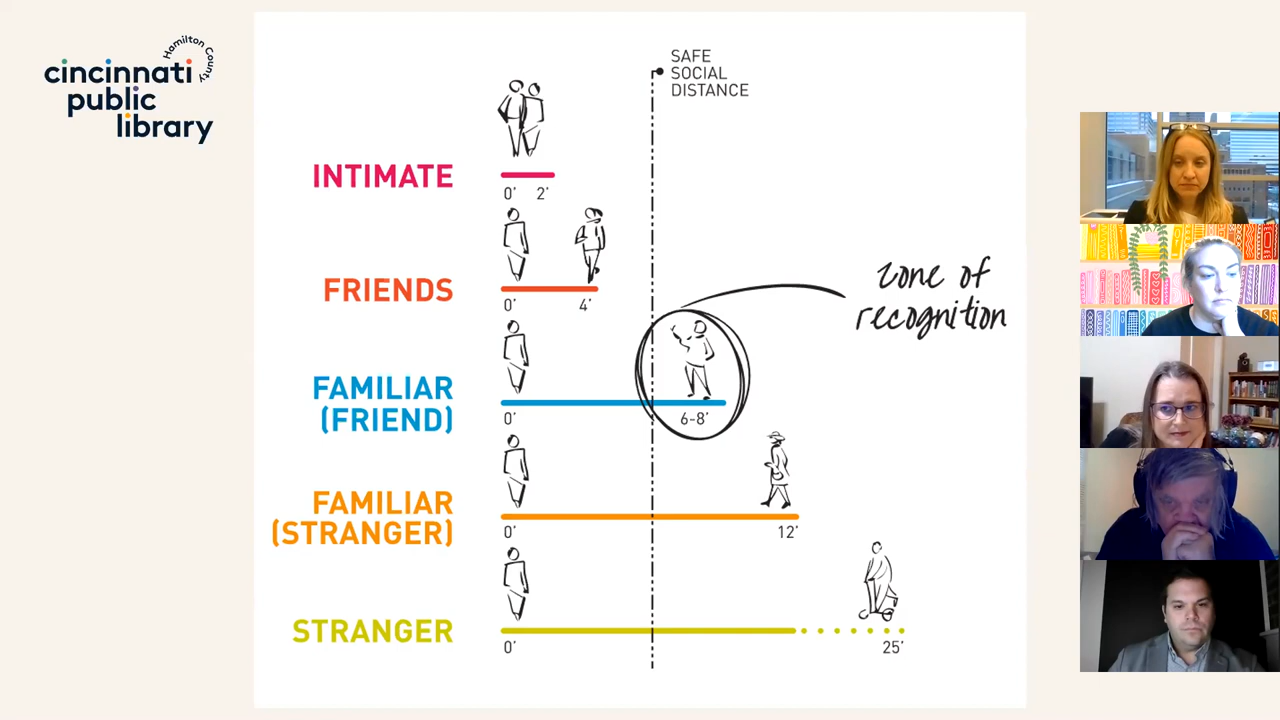 Hamilton County
cincinnati
public
library
SAFE
SOCIAL
DISTANCE
INTIMATE
0' 2'
FRIENDS
0' 4'
zone of
recognition
FAMILIAR
(FRIEND)
0' 6-8'
FAMILIAR
(STRANGER)
0' 12'
STRANGER
0' 25'